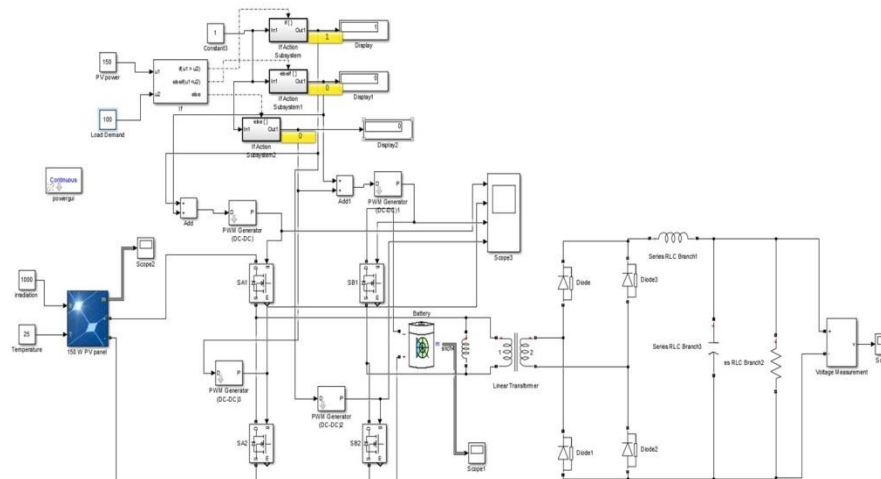 1
Constant3
if { }
In1 Out1
If Action
Subsystem
1
1
Display
150
PV power
u1
if(u1 > u2)
elseif(u1<u2)
u2
else
If
elseif { }
In1 Out1
If Action
Subsystem1
0
0
Display1
100
Load Demand
else { }
In1 Out1
If Action
Subsystem2
0
0
Display2
Continuous
powergui
Add
D P
PWM Generator
(DC-DC)
Add1
D P
PWM Generator
(DC-DC)1
Scope3
Scope2
1000
Irradiation
25
Temperature
150 W PV panel
SA1
SB1
Battery
1 2
Linear Transformer
Diode
Diode3
Series RLC Branch1
Series RLC Branch3
es RLC Branch2
Voltage Measurement
Sc
D P
PWM Generator
(DC-DC)3
D P
PWM Generator
(DC-DC)2
SA2
SB2
Scope1
Diode1
Diode2